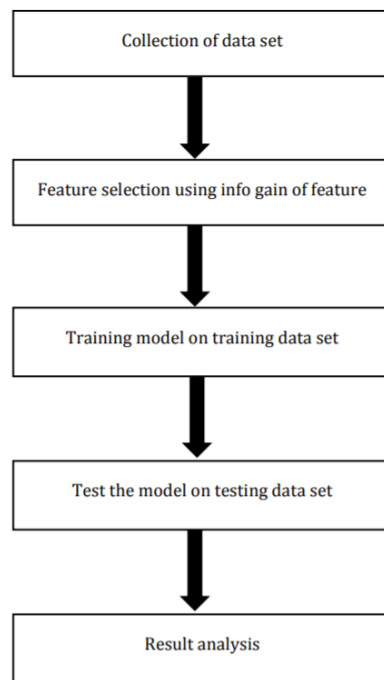 Collection of data set
Feature selection using info gain of feature
Training model on training data set
Test the model on testing data set
Result analysis